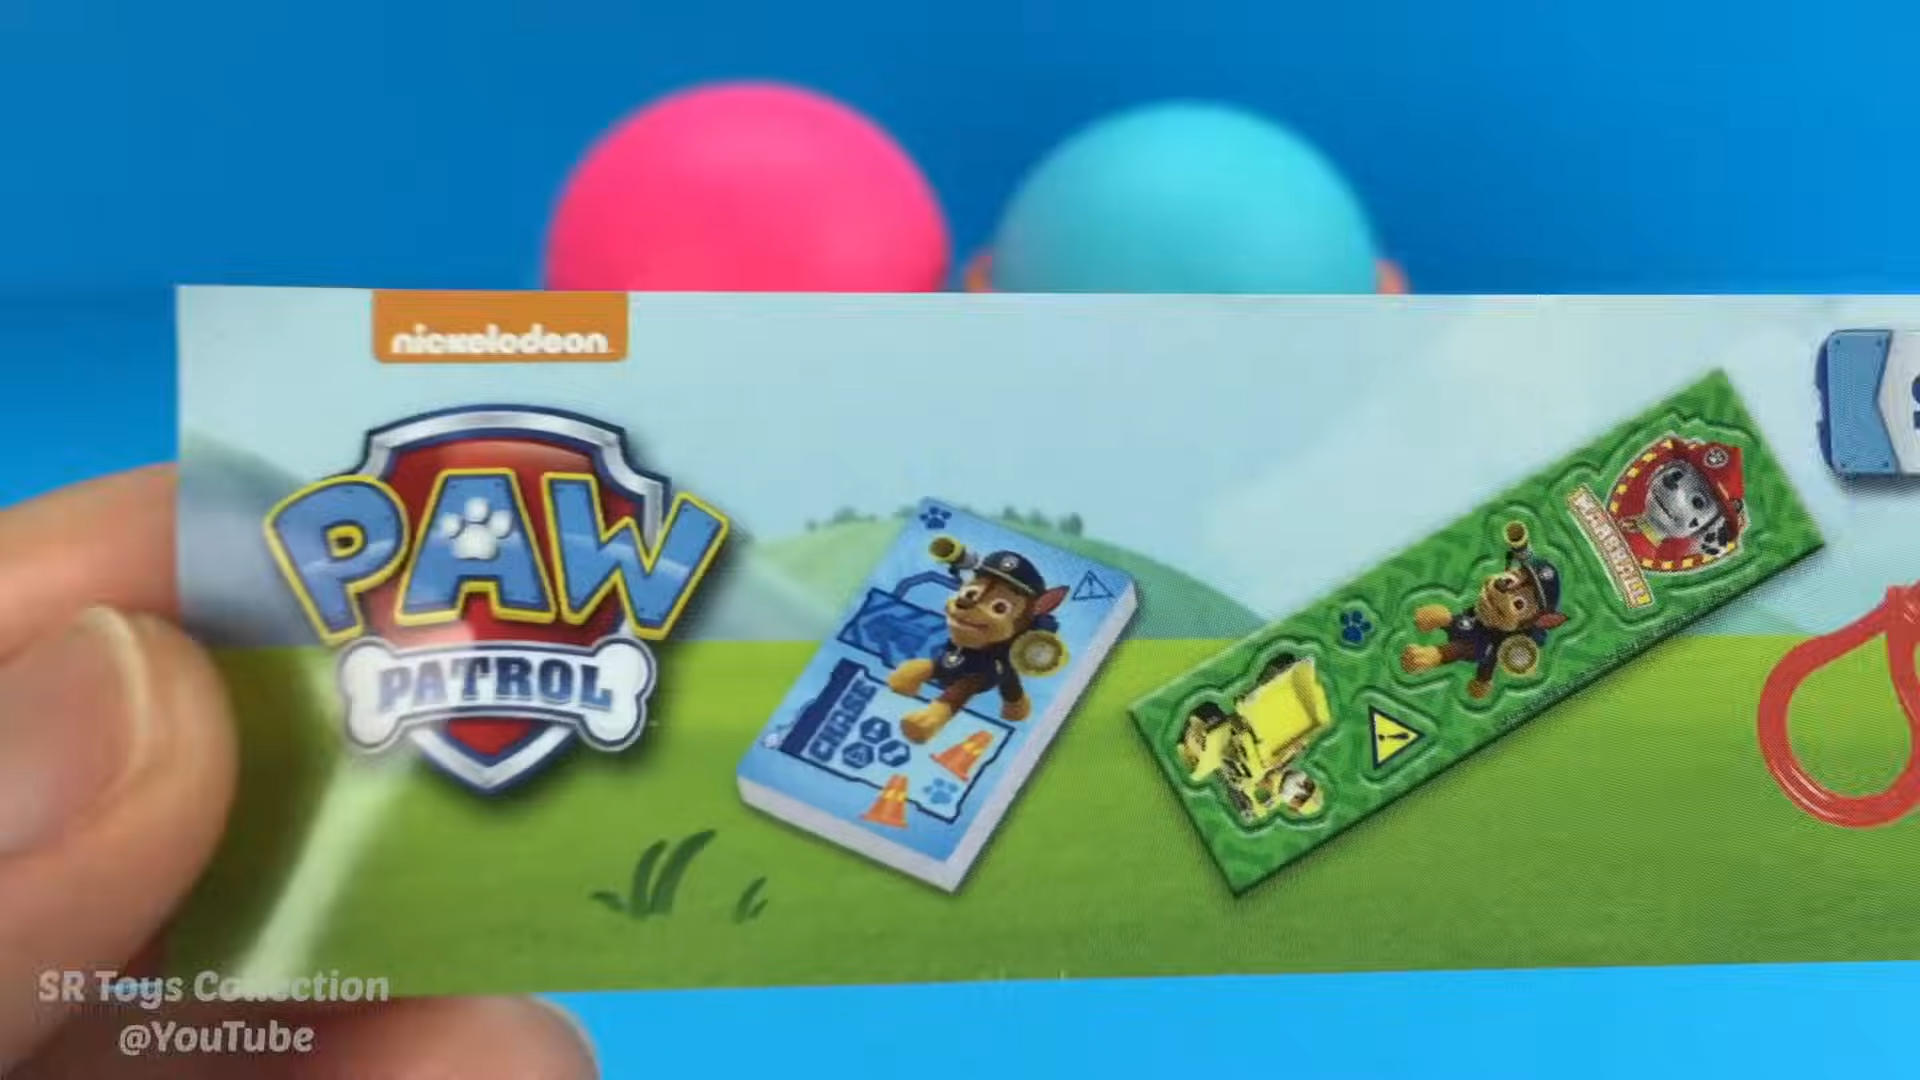 nickelodeon
PAW
PATROL
CHASE
MARSHALL
SR Toys Collection
@YouTube